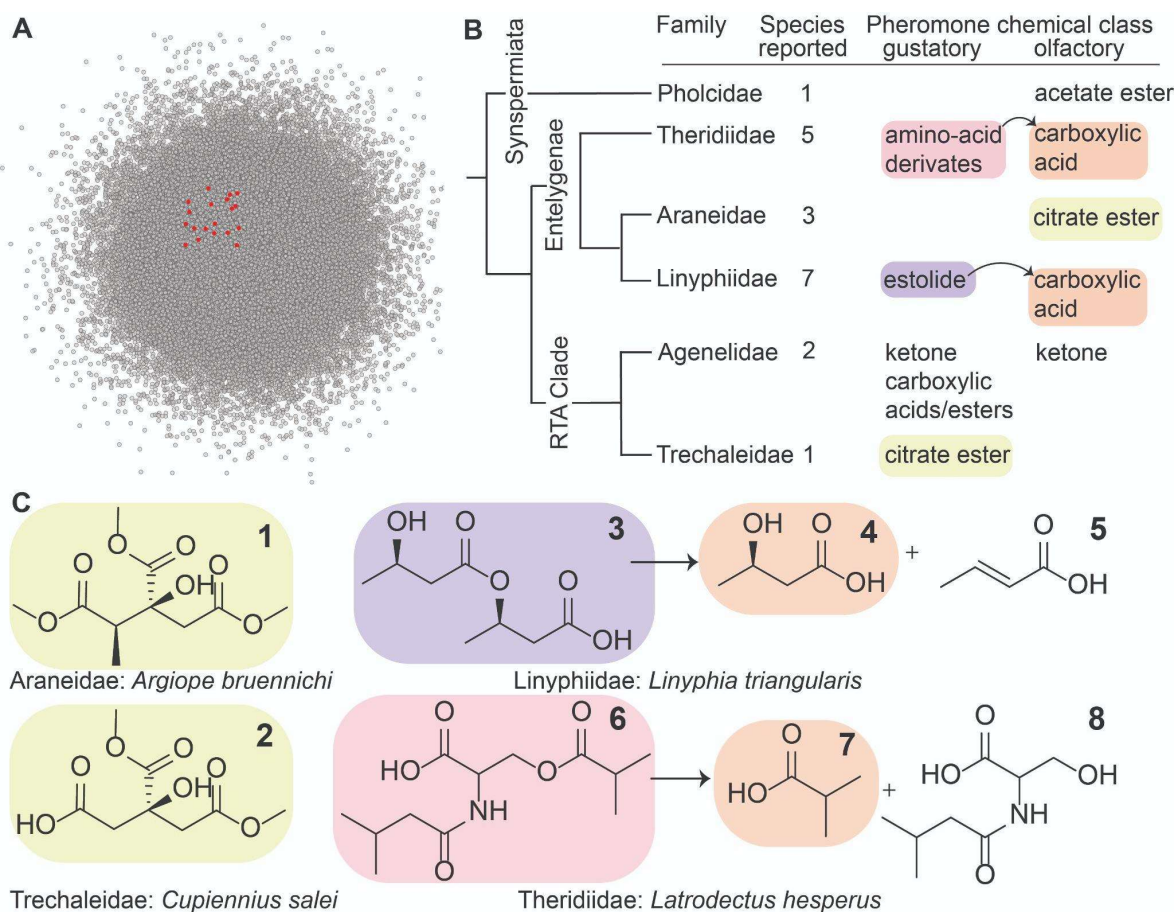 A
B
Family Species Pheromone chemical class
reported gustatory olfactory
Synspermiata
Pholcidae 1 acetate ester
Theridiidae 5 amino-acid carboxylic
derivates acid
Entelygenae
Araneidae 3 citrate ester
Linyphiidae 7 estolide carboxylic
acid
RTA Clade
Agenelidae 2 ketone ketone
carboxylic
acids/esters
Trechaleidae 1 citrate ester
C
1
O O O OH O O O
Araneidae: Argiope bruennichi
3
OH O O O OH
4
OH O OH
+
5
O OH
Linyphiidae: Linyphia triangularis
2
O O O OH O HO O
Trechaleidae: Cupiennius salei
6
O O HO O NH O
7
O HO
+
8
O HO OH NH O
Theridiidae: Latrodectus hesperus